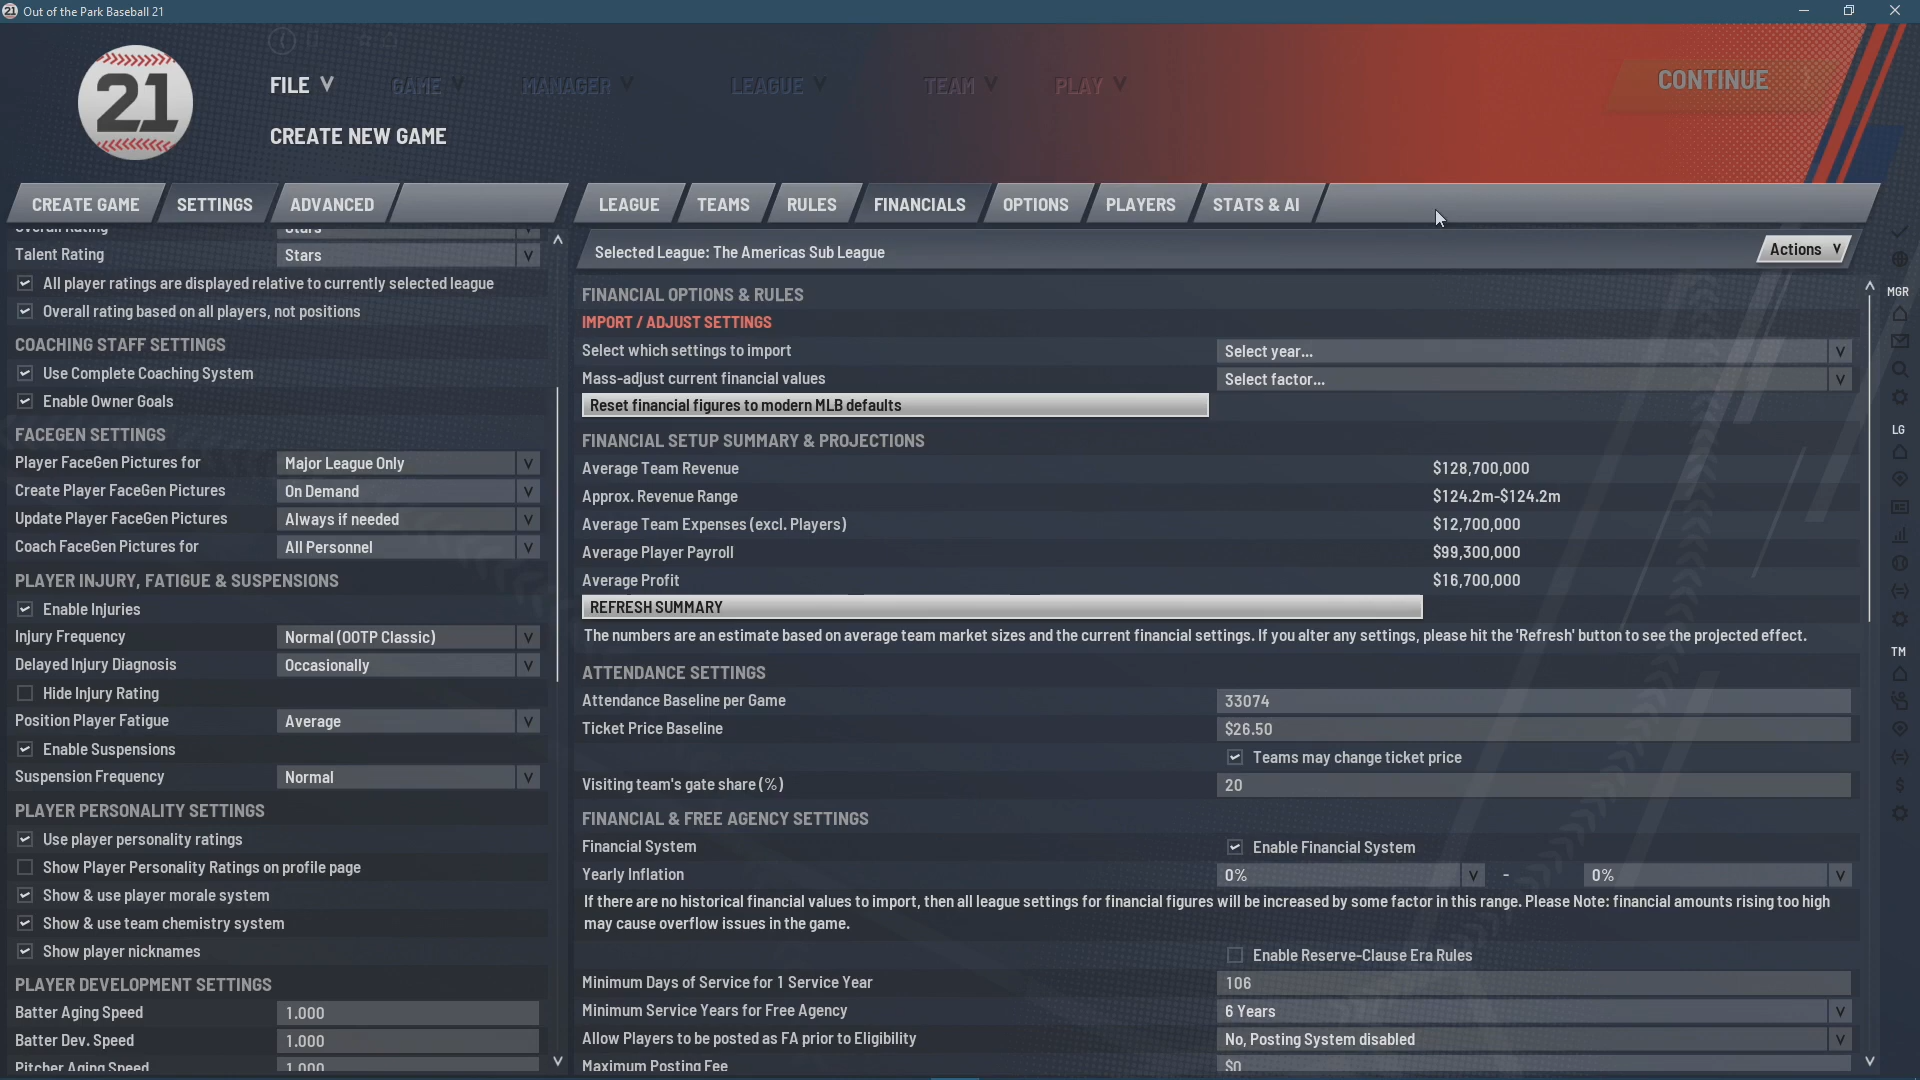 21 Out of the Park Baseball 21
21
FILE
GAME
MANAGER
LEAGUE
TEAM
PLAY
CONTINUE
CREATE NEW GAME
CREATE GAME
SETTINGS
ADVANCED
LEAGUE
TEAMS
RULES
FINANCIALS
OPTIONS
PLAYERS
STATS & AI
Overall Rating Stars
Talent Rating Stars
All player ratings are displayed relative to currently selected league
Overall rating based on all players, not positions
COACHING STAFF SETTINGS
Use Complete Coaching System
Enable Owner Goals
FACEGEN SETTINGS
Player FaceGen Pictures for Major League Only
Create Player FaceGen Pictures On Demand
Update Player FaceGen Pictures Always if needed
Coach FaceGen Pictures for All Personnel
PLAYER INJURY, FATIGUE & SUSPENSIONS
Enable Injuries
Injury Frequency Normal (OOTP Classic)
Delayed Injury Diagnosis Occasionally
Hide Injury Rating
Position Player Fatigue Average
Enable Suspensions
Suspension Frequency Normal
PLAYER PERSONALITY SETTINGS
Use player personality ratings
Show Player Personality Ratings on profile page
Show & use player morale system
Show & use team chemistry system
Show player nicknames
PLAYER DEVELOPMENT SETTINGS
Batter Aging Speed 1.000
Batter Dev. Speed 1.000
Pitcher Aging Speed 1.000
Selected League: The Americas Sub League
Actions
FINANCIAL OPTIONS & RULES
IMPORT / ADJUST SETTINGS
Select which settings to import Select year...
Mass-adjust current financial values Select factor...
Reset financial figures to modern MLB defaults
FINANCIAL SETUP SUMMARY & PROJECTIONS
Average Team Revenue $128,700,000
Approx. Revenue Range $124.2m-$124.2m
Average Team Expenses (excl. Players) $12,700,000
Average Player Payroll $99,300,000
Average Profit $16,700,000
REFRESH SUMMARY
The numbers are an estimate based on average team market sizes and the current financial settings. If you alter any settings, please hit the 'Refresh' button to see the projected effect.
ATTENDANCE SETTINGS
Attendance Baseline per Game 33074
Ticket Price Baseline $26.50
Teams may change ticket price
Visiting team's gate share (%) 20
FINANCIAL & FREE AGENCY SETTINGS
Financial System Enable Financial System
Yearly Inflation 0% - 0%
If there are no historical financial values to import, then all league settings for financial figures will be increased by some factor in this range. Please Note: financial amounts rising too high
may cause overflow issues in the game.
Enable Reserve-Clause Era Rules
Minimum Days of Service for 1 Service Year 106
Minimum Service Years for Free Agency 6 Years
Allow Players to be posted as FA prior to Eligibility No, Posting System disabled
Maximum Posting Fee $0
MGR
LG
TM